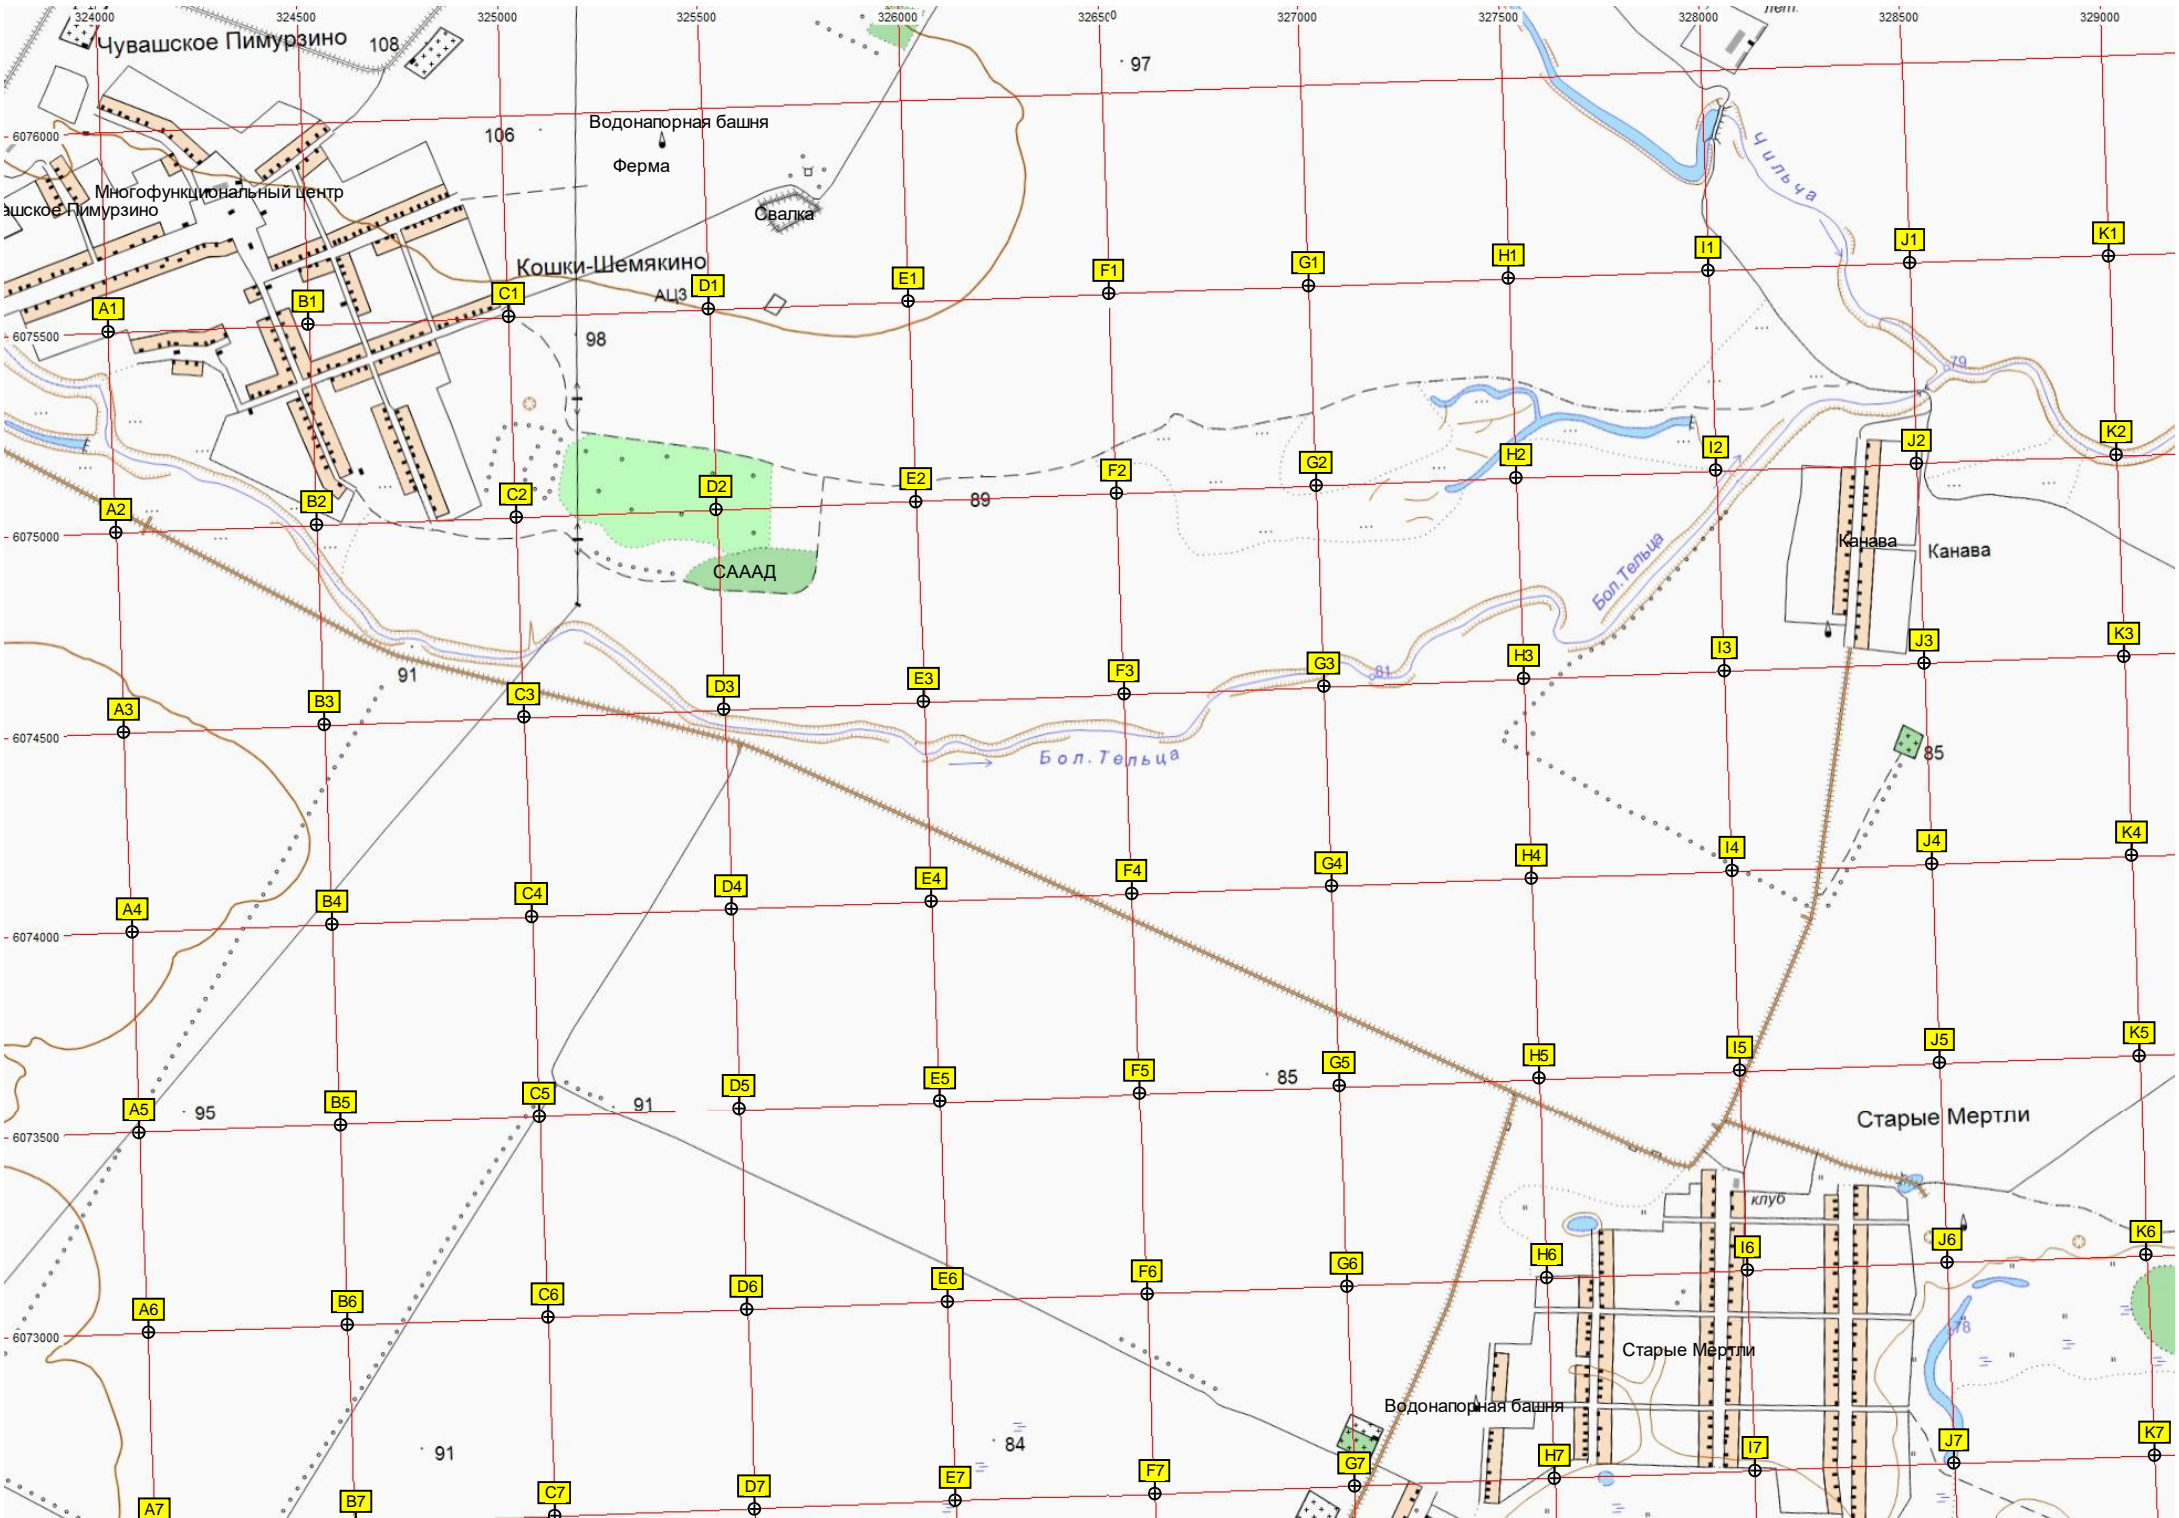 324000 324500 325000 325500 326000 326500 327000 327500 328000 328500 329000
лет.
Чувашское Пимурзино 108
97
6076000
106
Водонапорная башня
Ферма
Чильча
Многофункциональный центр
ашское Пимурзино
Свалка
Кошки-Шемякино
АЦЗ
A1 B1 C1 D1 E1 F1 G1 H1 I1 J1 K1
6075500
98
79
A2 B2 C2 D2 E2 F2 G2 H2 I2 J2 K2
89
6075000
СAAAД
Бол.Тельца
Канава
Канава
91
81
A3 B3 C3 D3 E3 F3 G3 H3 I3 J3 K3
6074500
Бол.Тельца
85
A4 B4 C4 D4 E4 F4 G4 H4 I4 J4 K4
6074000
A5 B5 C5 D5 E5 F5 G5 H5 I5 J5 K5
95
91
85
6073500
Старые Мертли
клуб
A6 B6 C6 D6 E6 F6 G6 H6 I6 J6 K6
6073000
78
Старые Мертли
Водонапорная башня
91
84
A7 B7 C7 D7 E7 F7 G7 H7 I7 J7 K7